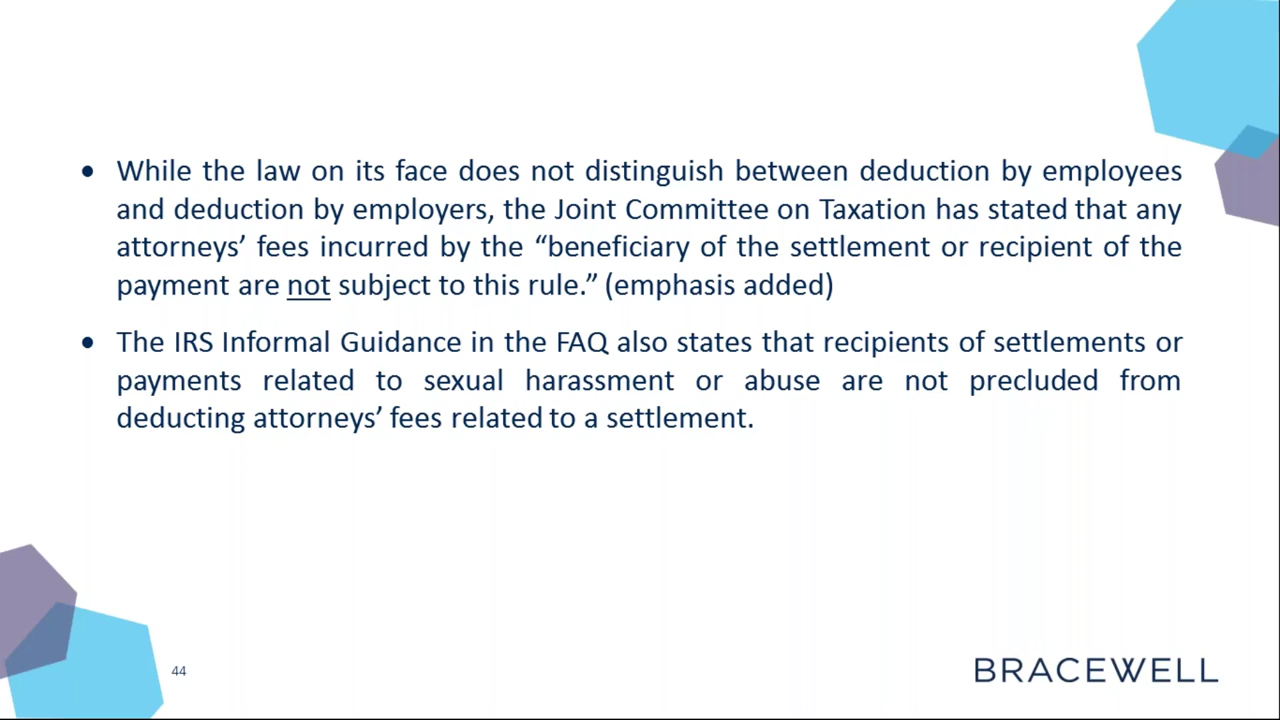 • While the law on its face does not distinguish between deduction by employees
and deduction by employers, the Joint Committee on Taxation has stated that any
attorneys’ fees incurred by the “beneficiary of the settlement or recipient of the
payment are not subject to this rule.” (emphasis added)
• The IRS Informal Guidance in the FAQ also states that recipients of settlements or
payments related to sexual harassment or abuse are not precluded from
deducting attorneys’ fees related to a settlement.
44
BRACEWELL